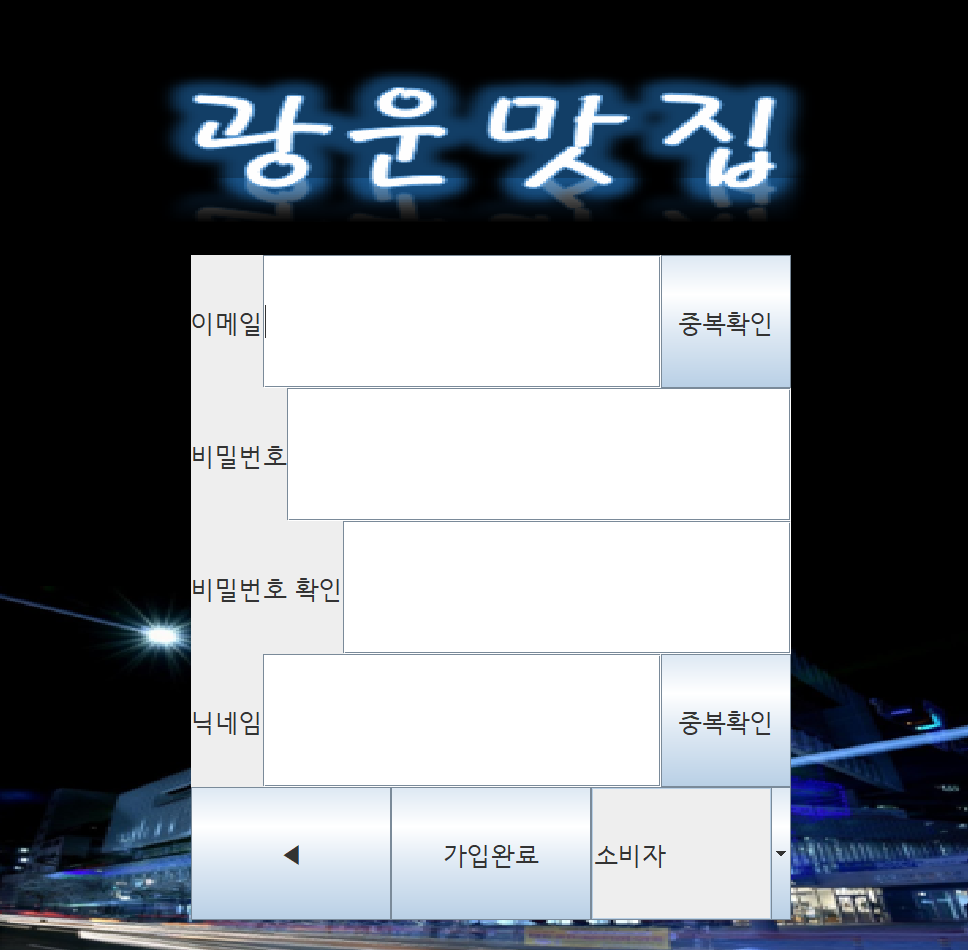 광운맛집
이메일 중복확인
비밀번호
비밀번호 확인
닉네임 중복확인
◀ 가입완료 소비자